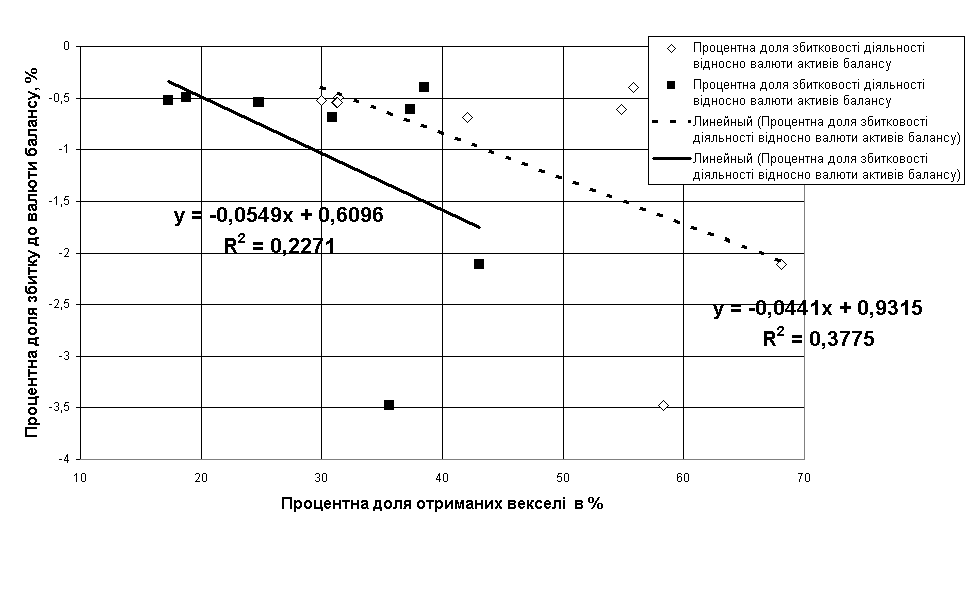 Процентна доля збитковості діяльності
відносно валюти активів балансу
Процентна доля збитковості діяльності
відносно валюти активів балансу
Линейный (Процентна доля збитковості
діяльності відносно валюти активів балансу)
Линейный (Процентна доля збитковості
діяльності відносно валюти активів балансу)
Процентна доля збитку до валюти балансу, %
0
-0,5
-1
-1,5
-2
-2,5
-3
-3,5
-4
y = -0,0549x + 0,6096
R² = 0,2271
y = -0,0441x + 0,9315
R² = 0,3775
10 20 30 40 50 60 70
Процентна доля отриманих векселі в %